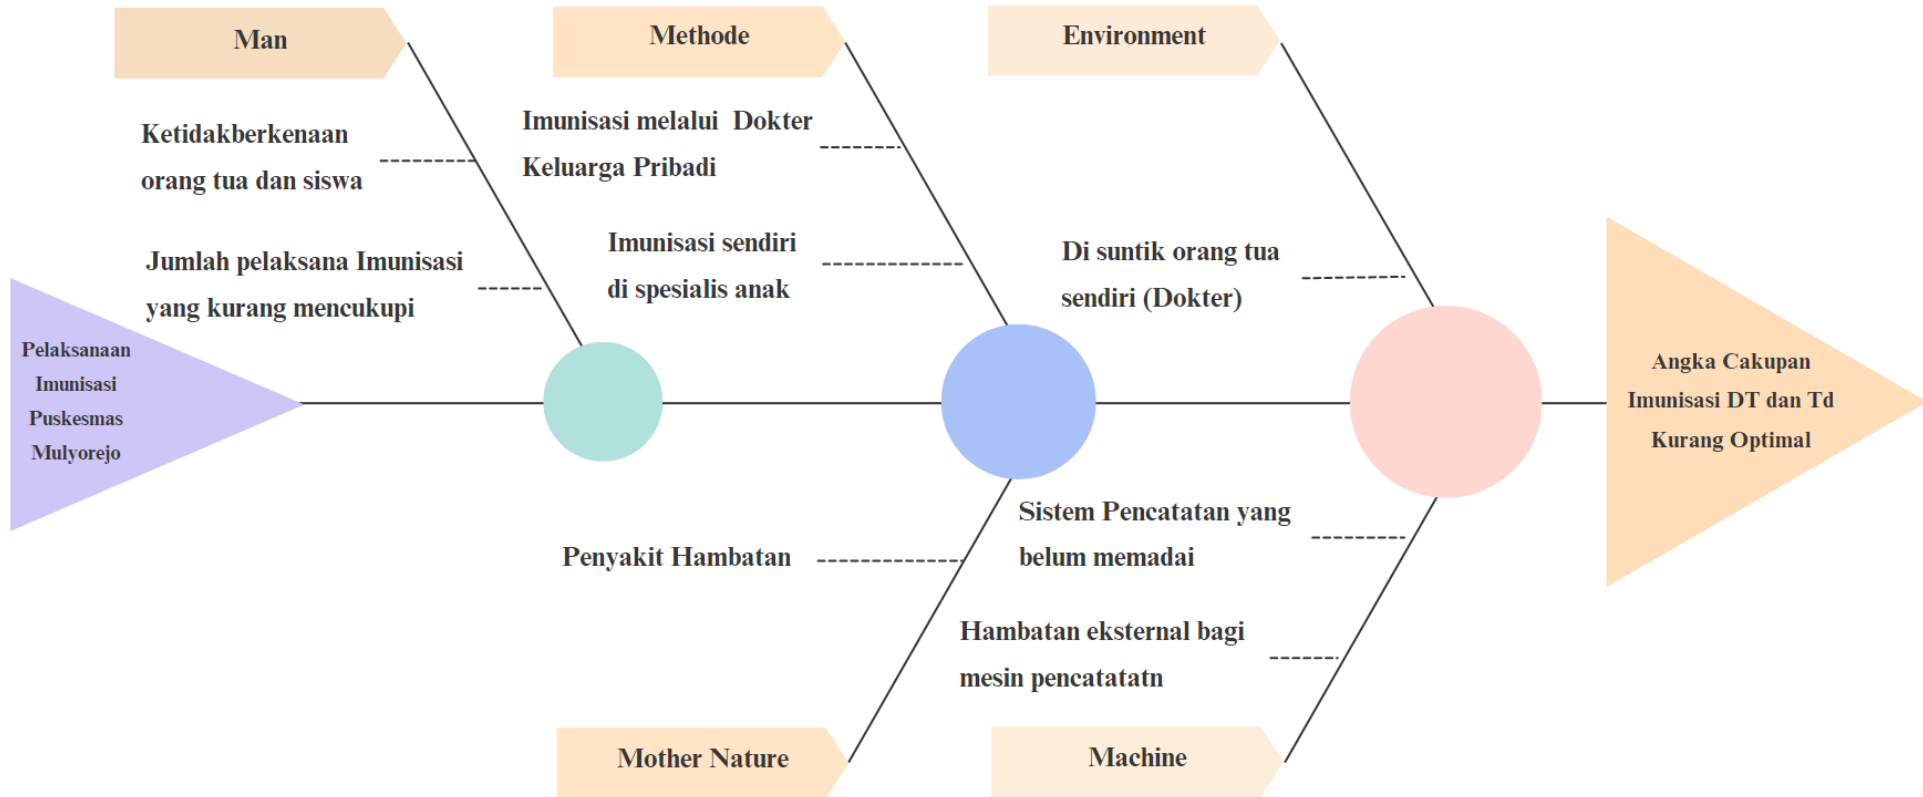 Man
Methode
Environment
Ketidakberkenaan
orang tua dan siswa
Jumlah pelaksana Imunisasi
yang kurang mencukupi
Imunisasi melalui Dokter
Keluarga Pribadi
Imunisasi sendiri
di spesialis anak
Di suntik orang tua
sendiri (Dokter)
Pelaksanaan
Imunisasi
Puskesmas
Mulyorejo
Angka Cakupan
Imunisasi DT dan Td
Kurang Optimal
Penyakit Hambatan
Sistem Pencatatan yang
belum memadai
Hambatan eksternal bagi
mesin pencatatatn
Mother Nature
Machine